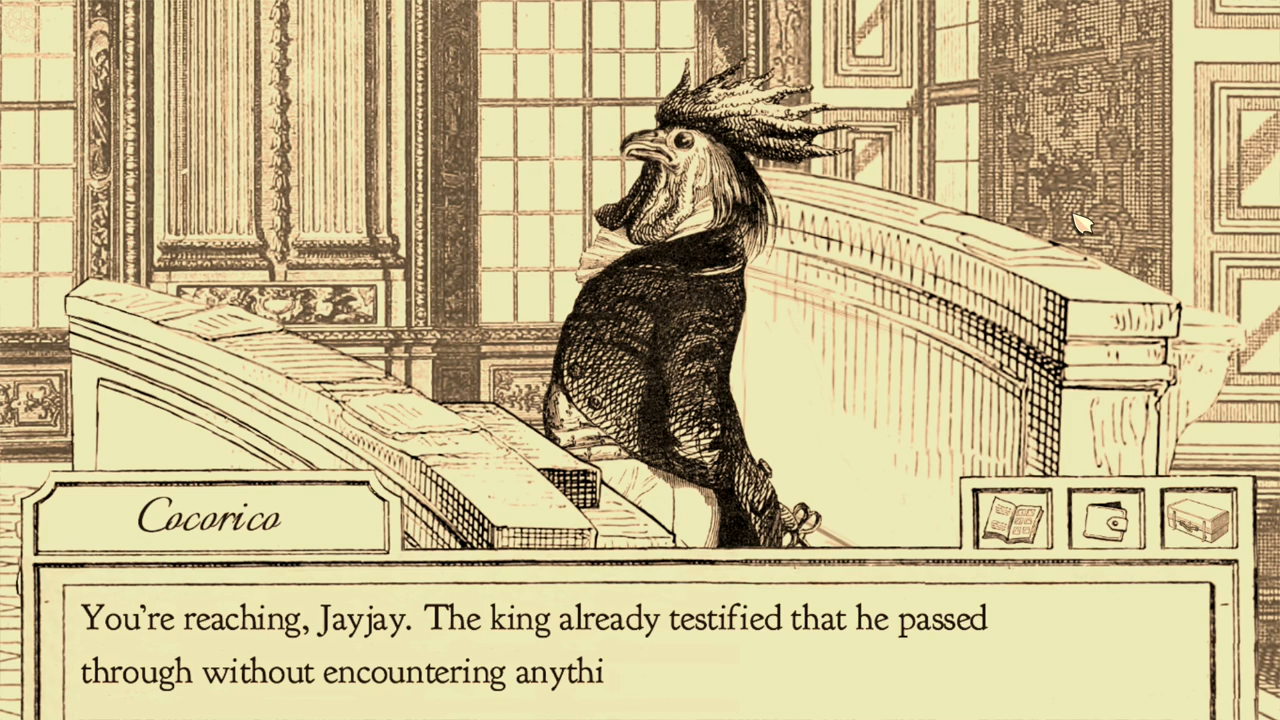 Cocorico
You're reaching, Jayjay. The king already testified that he passed
through without encountering anythi